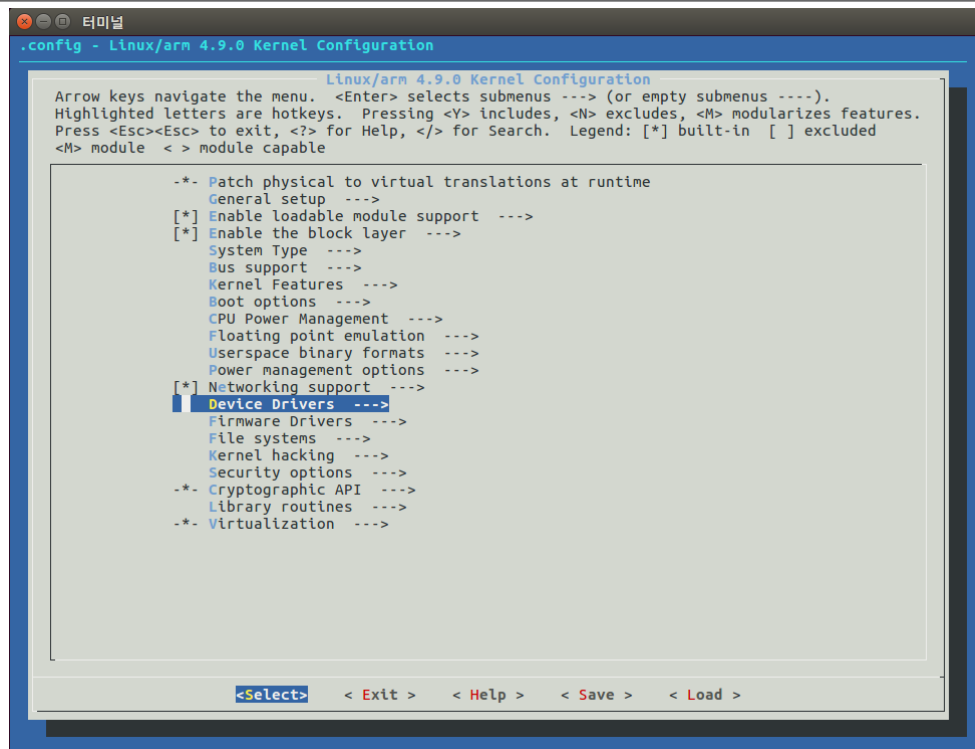 터미널
.config - Linux/arm 4.9.0 Kernel Configuration
Linux/arm 4.9.0 Kernel Configuration
Arrow keys navigate the menu.  <Enter> selects submenus ---> (or empty submenus ----).
Highlighted letters are hotkeys.  Pressing <Y> includes, <N> excludes, <M> modularizes features.
Press <Esc><Esc> to exit, <?> for Help, </> for Search.  Legend: [*] built-in  [ ] excluded
<M> module  < > module capable
-*- Patch physical to virtual translations at runtime
General setup  --->
[*] Enable loadable module support  --->
[*] Enable the block layer  --->
System Type  --->
Bus support  --->
Kernel Features  --->
Boot options  --->
CPU Power Management  --->
Floating point emulation  --->
Userspace binary formats  --->
Power management options  --->
[*] Networking support  --->
Device Drivers  --->
Firmware Drivers  --->
File systems  --->
Kernel hacking  --->
Security options  --->
-*- Cryptographic API  --->
Library routines  --->
-*- Virtualization  --->
<Select>    < Exit >    < Help >    < Save >    < Load >